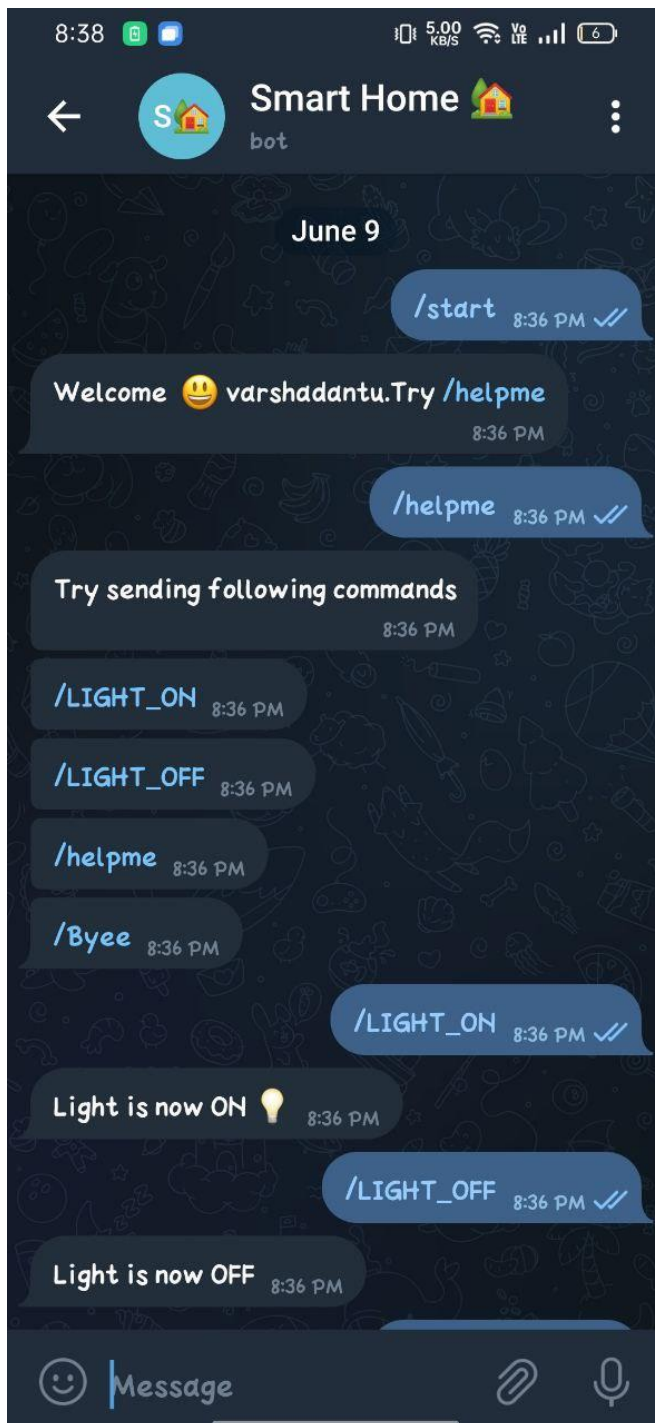 8:38 5.00 KB/S Vo LTE 6
S🏡 Smart Home 🏡
bot
June 9
/start 8:36 PM
Welcome 😃 varshadantu.Try /helpme
8:36 PM
/helpme 8:36 PM
Try sending following commands
8:36 PM
/LIGHT_ON 8:36 PM
/LIGHT_OFF 8:36 PM
/helpme 8:36 PM
/Byee 8:36 PM
/LIGHT_ON 8:36 PM
Light is now ON 💡 8:36 PM
/LIGHT_OFF 8:36 PM
Light is now OFF 8:36 PM
Message